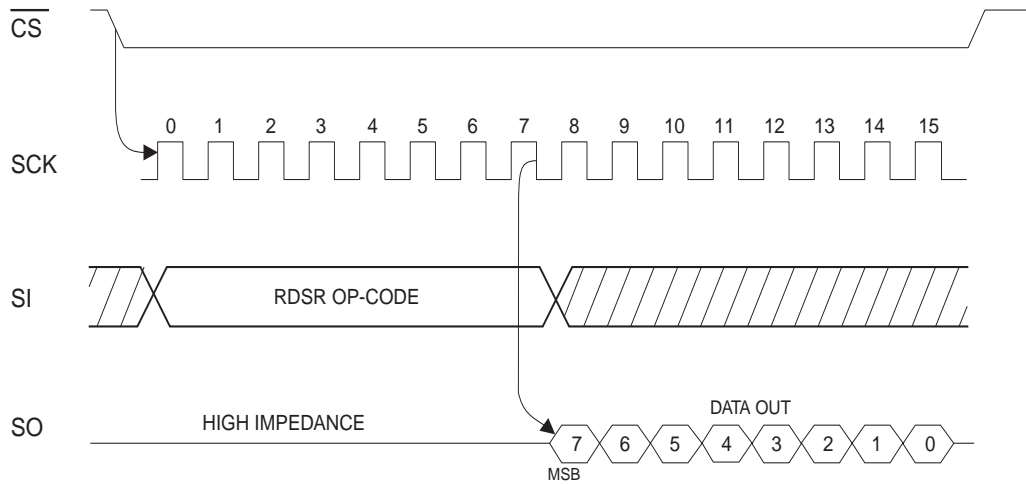 CS
0 1 2 3 4 5 6 7 8 9 10 11 12 13 14 15
SCK
SI
RDSR OP-CODE
DATA OUT
SO
HIGH IMPEDANCE
7 6 5 4 3 2 1 0
MSB